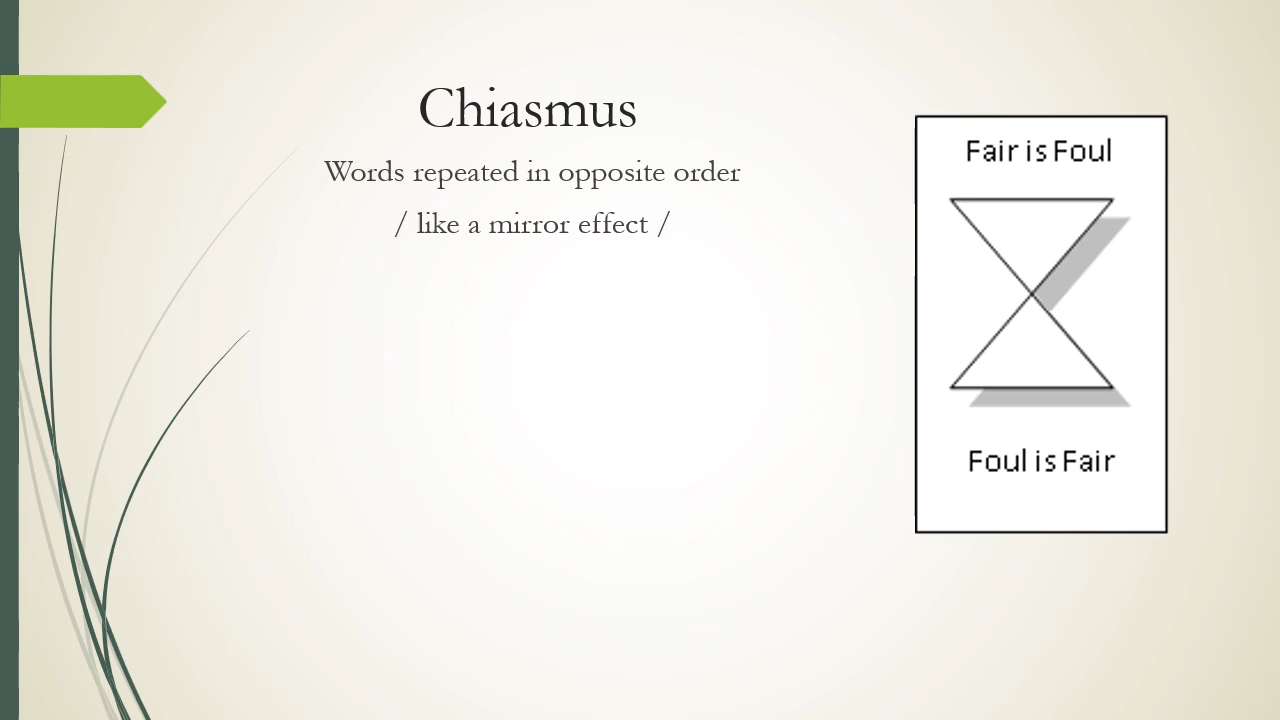 Chiasmus
Words repeated in opposite order
/ like a mirror effect /
Fair is Foul
Foul is Fair